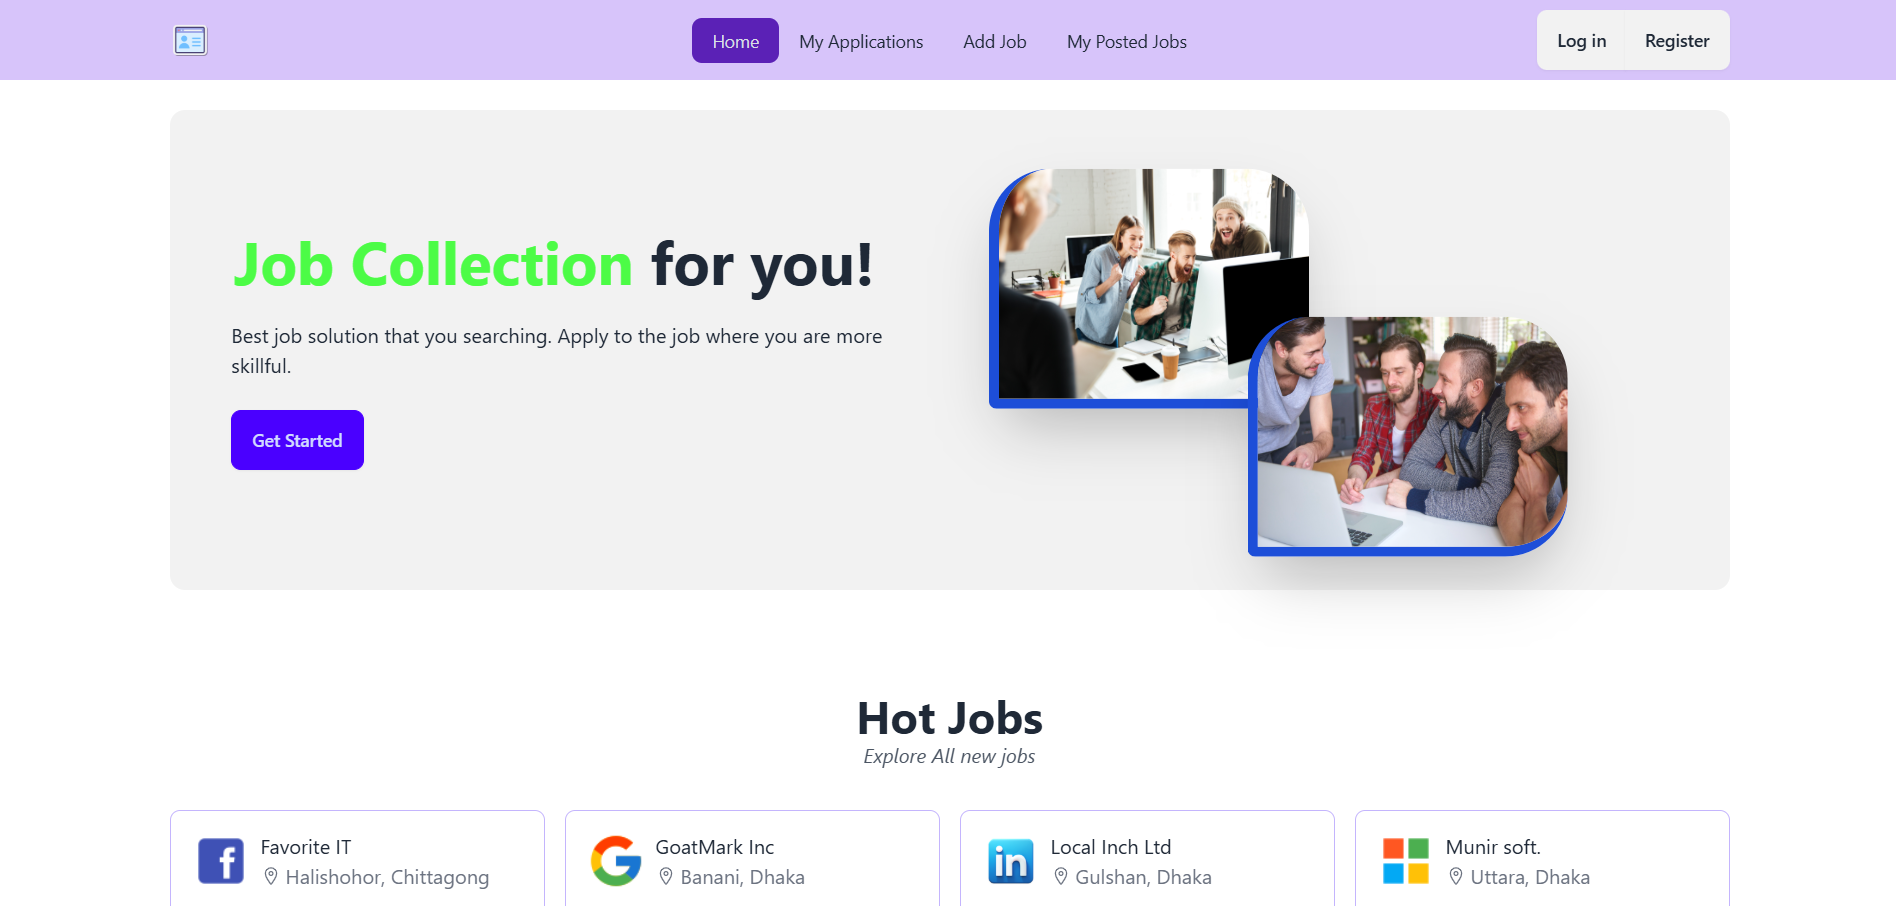 Home My Applications Add Job My Posted Jobs Log in Register
Job Collection for you!
Best job solution that you searching. Apply to the job where you are more
skillful.
Get Started
Hot Jobs
Explore All new jobs
Favorite IT
Halishohor, Chittagong
GoatMark Inc
Banani, Dhaka
Local Inch Ltd
Gulshan, Dhaka
Munir soft.
Uttara, Dhaka